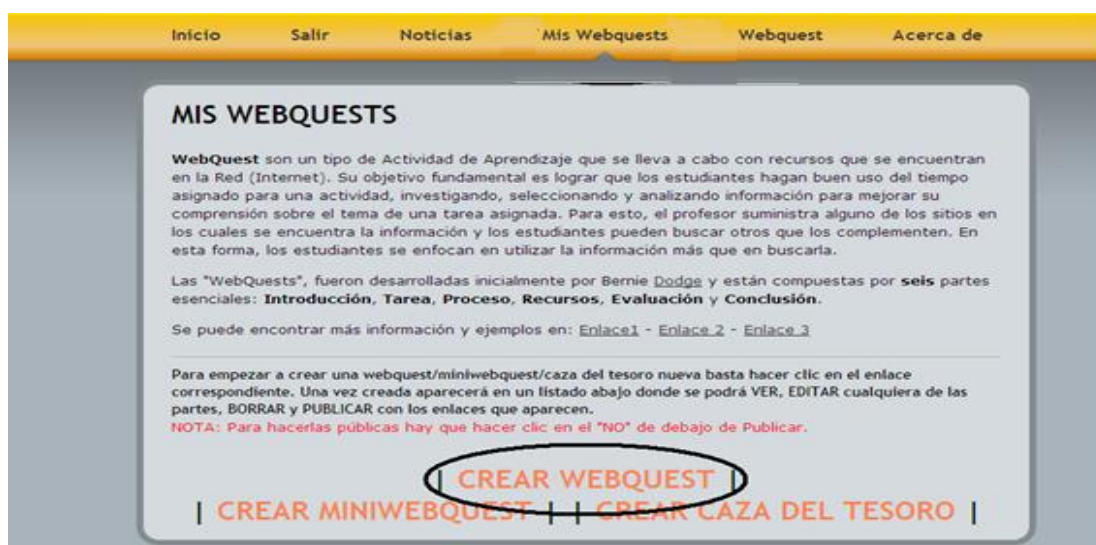 Inicio Salir Noticias Mis Webquests Webquest Acerca de
MIS WEBQUESTS
WebQuest son un tipo de Actividad de Aprendizaje que se lleva a cabo con recursos que se encuentran
en la Red (Internet). Su objetivo fundamental es lograr que los estudiantes hagan buen uso del tiempo
asignado para una actividad, investigando, seleccionando y analizando información para mejorar su
comprensión sobre el tema de una tarea asignada. Para esto, el profesor suministra alguno de los sitios en
los cuales se encuentra la información y los estudiantes pueden buscar otros que los complementen. En
esta forma, los estudiantes se enfocan en utilizar la información más que en buscarla.
Las "WebQuests", fueron desarrolladas inicialmente por Bernie Dodge y están compuestas por seis partes
esenciales: Introducción, Tarea, Proceso, Recursos, Evaluación y Conclusión.
Se puede encontrar más información y ejemplos en: Enlace1 - Enlace 2 - Enlace 3
Para empezar a crear una webquest/miniwebquest/caza del tesoro nueva basta hacer clic en el enlace
correspondiente. Una vez creada aparecerá en un listado abajo donde se podrá VER, EDITAR cualquiera de las
partes, BORRAR y PUBLICAR con los enlaces que aparecen.
NOTA: Para hacerlas públicas hay que hacer clic en el "NO" de debajo de Publicar.
| CREAR WEBQUEST |
| CREAR MINIWEBQUEST | | CREAR CAZA DEL TESORO |